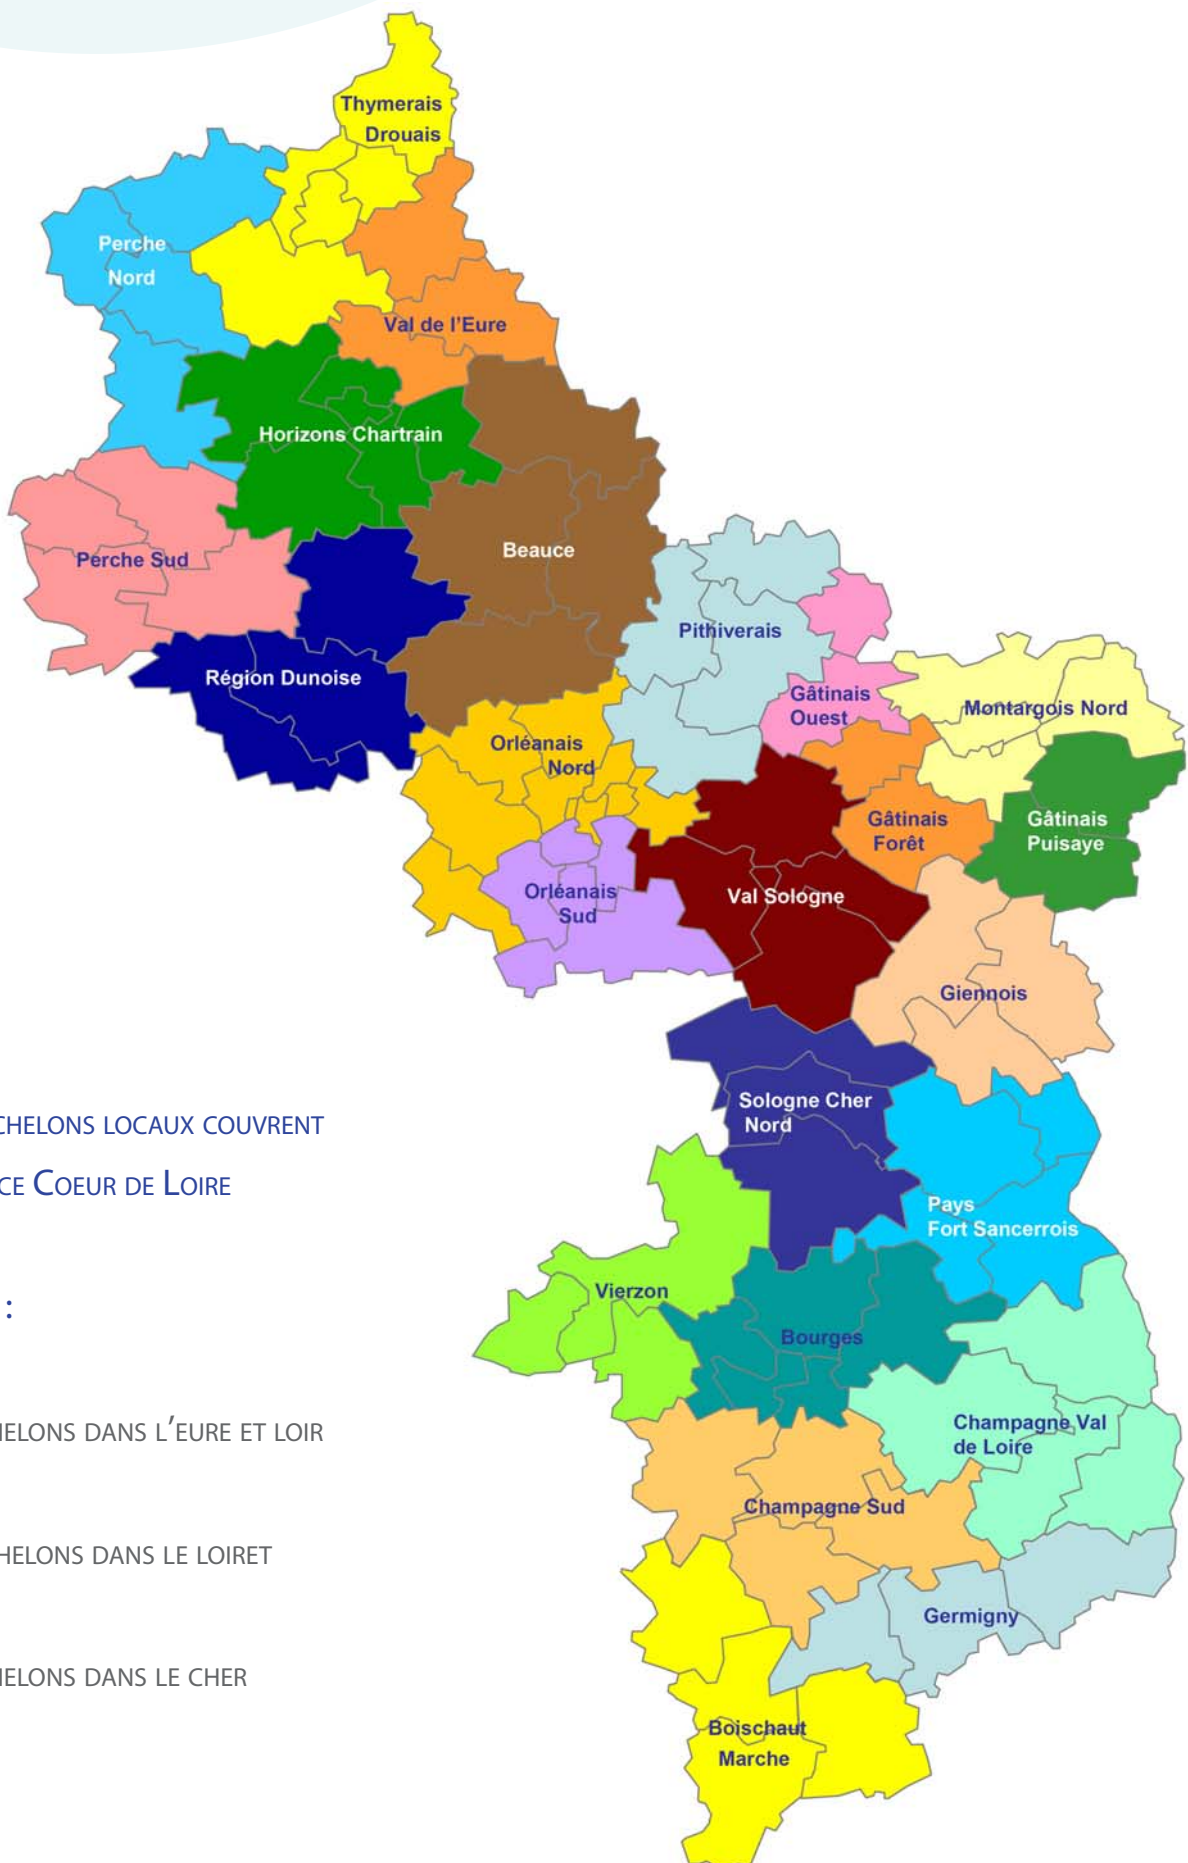 Thymerais
Drouais
Perche
Nord
Val de l'Eure
Horizons Chartrain
Beauce
Perche Sud
Pithiverais
Région Dunoise
Gâtinais
Ouest
Montargois Nord
Orléanais
Nord
Gâtinais
Forêt
Gâtinais
Puisaye
Orléanais
Sud
Val Sologne
Giennois
Sologne Cher
Nord
CHELONS LOCAUX COUVRENT
CE COEUR DE LOIRE
Pays
Fort Sancerrois
:
Vierzon
Bourges
HELONS DANS L'EURE ET LOIR
Champagne Val
de Loire
Champagne Sud
HELONS DANS LE LOIRET
Germigny
HELONS DANS LE CHER
Boischaut
Marche